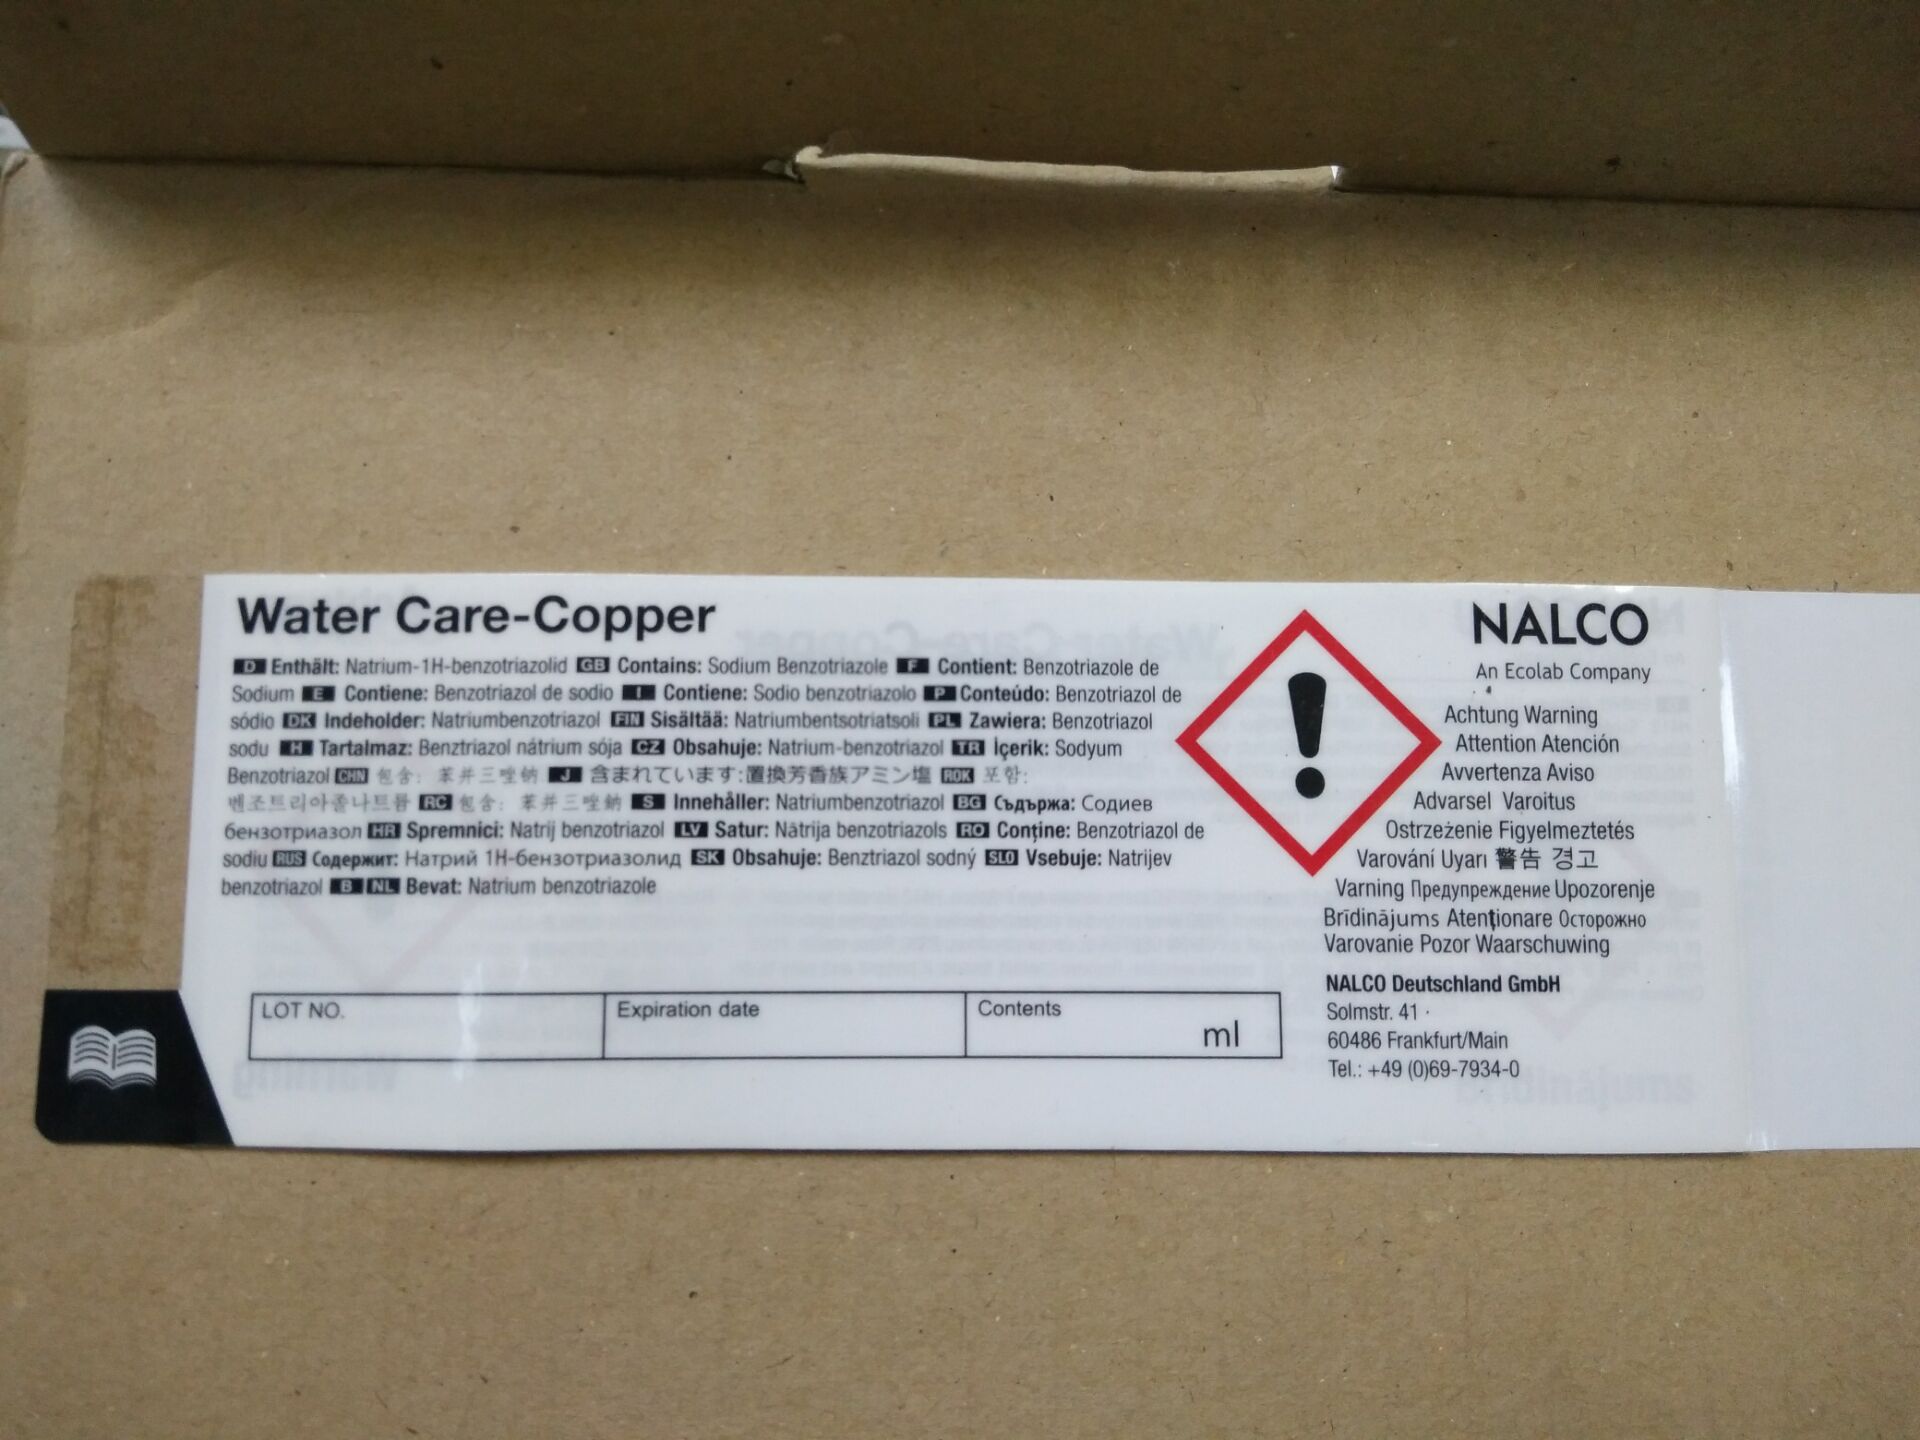 Water Care-Copper
D Enthält: Natrium-1H-benzotriazolid GB Contains: Sodium Benzotriazole F Contient: Benzotriazole de
Sodium E Contiene: Benzotriazol de sodio I Contiene: Sodio benzotriazolo P Conteúdo: Benzotriazol de
sódio DK Indeholder: Natriumbenzotriazol FIN Sisältää: Natriumbentsotriatsoli PL Zawiera: Benzotriazol
sodu H Tartalmaz: Benztriazol nátrium sója CZ Obsahuje: Natrium-benzotriazol TR İçerik: Sodyum
Benzotriazol CHN 包含: 苯并三唑钠 J 含まれています:置換芳香族アミン塩 ROK 포함:
벤조트리아졸나트륨 RC 包含: 苯并三唑鈉 S Innehåller: Natriumbenzotriazol BG Съдържа: Содиев
бензотриазол HR Spremnici: Natrij benzotriazol LV Satur: Nātrija benzotriazols RO Conține: Benzotriazol de
sodiu RUS Содержит: Натрий 1Н-бензотриазолид SK Obsahuje: Benztriazol sodný SLO Vsebuje: Natrijev
benzotriazol B NL Bevat: Natrium benzotriazole
LOT NO.
Expiration date
Contents
ml
NALCO
An Ecolab Company
Achtung Warning
Attention Atención
Avvertenza Aviso
Advarsel Varoitus
Ostrzeżenie Figyelmeztetés
Varování Uyarı 警告 경고
Varning Предупреждение Upozorenje
Brīdinājums Atenţionare Осторожно
Varovanie Pozor Waarschuwing
NALCO Deutschland GmbH
Solmstr. 41
60486 Frankfurt/Main
Tel.: +49 (0)69-7934-0